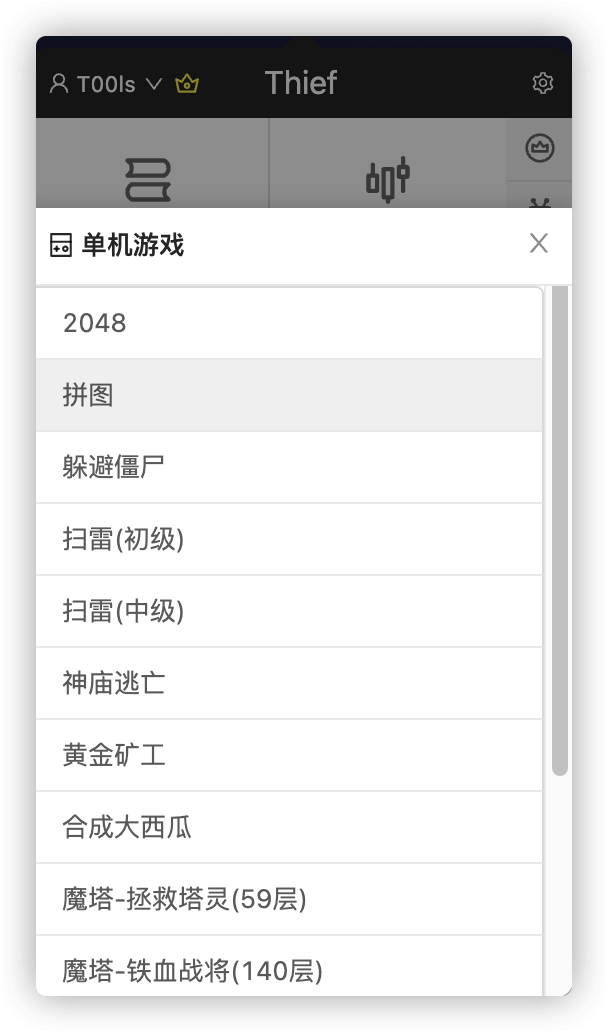 T00ls
Thief
单机游戏
2048
拼图
躲避僵尸
扫雷(初级)
扫雷(中级)
神庙逃亡
黄金矿工
合成大西瓜
魔塔-拯救塔灵(59层)
魔塔-铁血战将(140层)